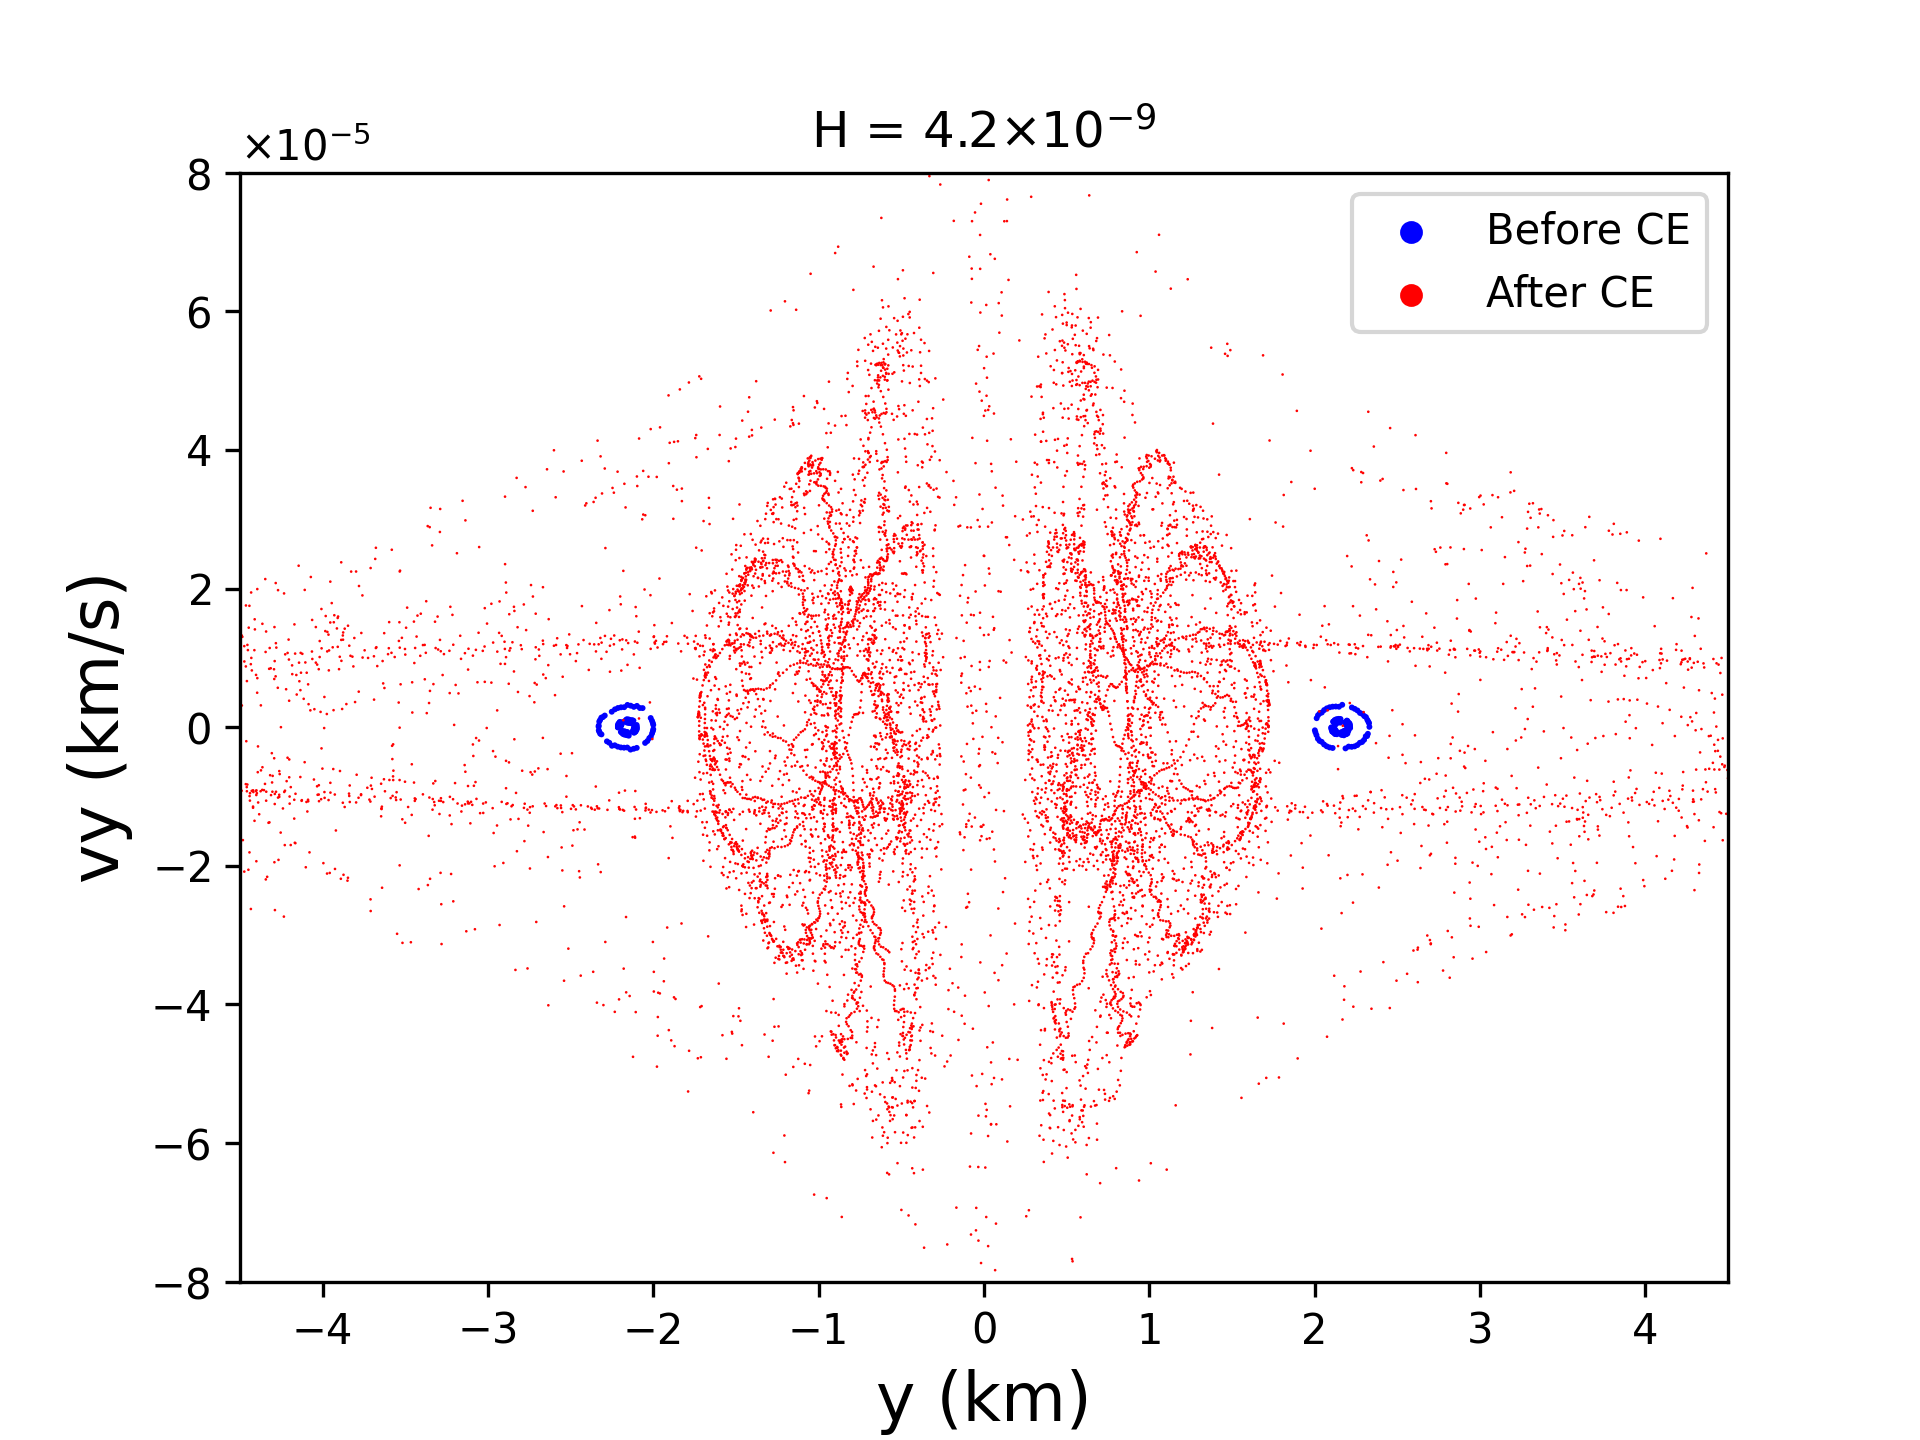 H = 4.2×10⁻⁹
×10⁻⁵
Before CE
After CE
8
6
4
2
0
−2
−4
−6
−8
vy (km/s)
−4 −3 −2 −1 0 1 2 3 4
y (km)